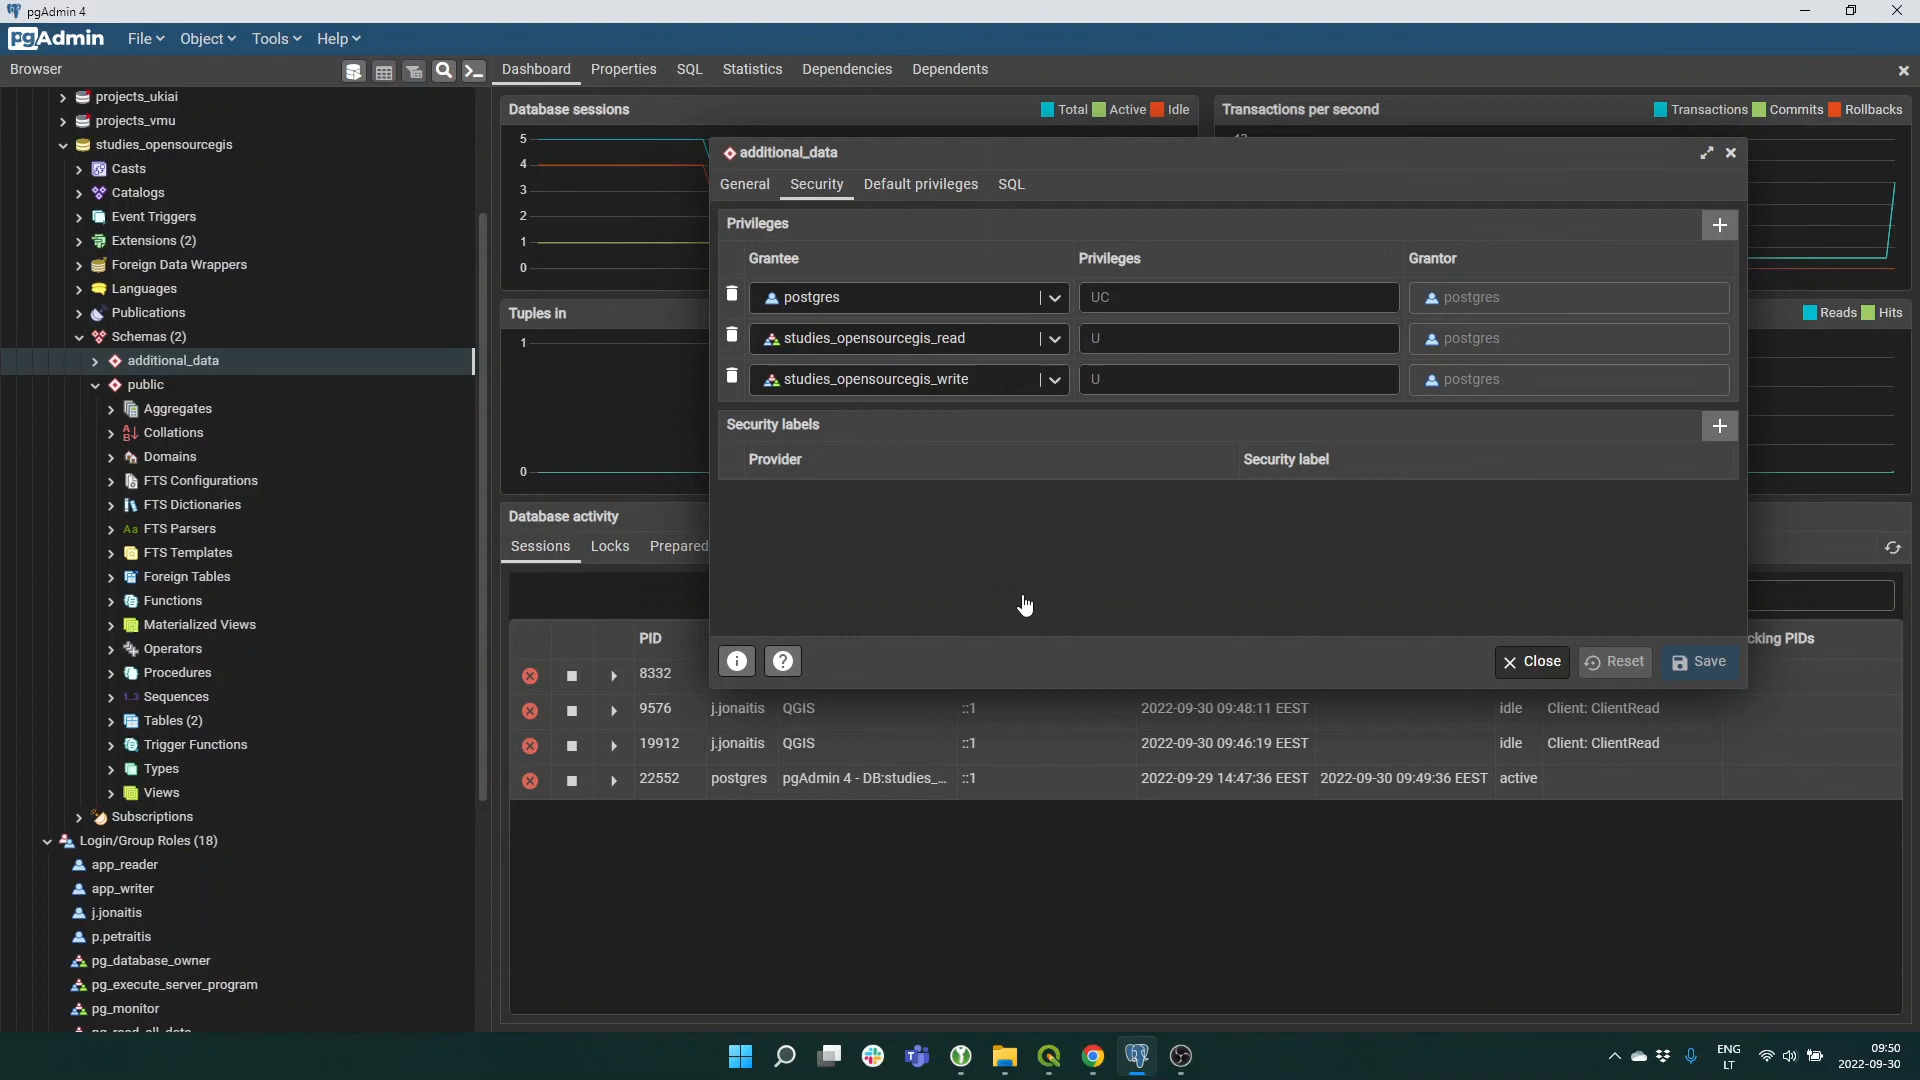 pgAdmin 4
pgAdmin File Object Tools Help
Browser
Dashboard Properties SQL Statistics Dependencies Dependents
projects_ukiai
projects_vmu
studies_opensourcegis
Casts
Catalogs
Event Triggers
Extensions (2)
Foreign Data Wrappers
Languages
Publications
Schemas (2)
additional_data
public
Aggregates
Collations
Domains
FTS Configurations
FTS Dictionaries
Aa FTS Parsers
FTS Templates
Foreign Tables
Functions
Materialized Views
Operators
Procedures
1..3 Sequences
Tables (2)
Trigger Functions
Types
Views
Subscriptions
Login/Group Roles (18)
app_reader
app_writer
j.jonaitis
p.petraitis
pg_database_owner
pg_execute_server_program
pg_monitor
Database sessions Total Active Idle
5
4
3
2
1
0
Transactions per second Transactions Commits Rollbacks
Tuples in
1
0
Reads Hits
additional_data
General Security Default privileges SQL
Privileges
Grantee Privileges Grantor
postgres UC postgres
studies_opensourcegis_read U postgres
studies_opensourcegis_write U postgres
Security labels
Provider Security label
Close Reset Save
Database activity
Sessions Locks Prepared
PID cking PIDs
8332
9576 j.jonaitis QGIS ::1 2022-09-30 09:48:11 EEST idle Client: ClientRead
19912 j.jonaitis QGIS ::1 2022-09-30 09:46:19 EEST idle Client: ClientRead
22552 postgres pgAdmin 4 - DB:studies_... ::1 2022-09-29 14:47:36 EEST 2022-09-30 09:49:36 EEST active
ENG
LT
09:50
2022-09-30